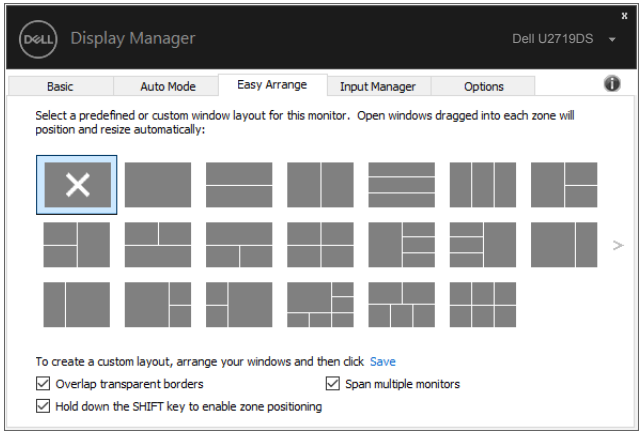 x
DELL Display Manager Dell U2719DS
Basic Auto Mode Easy Arrange Input Manager Options i
Select a predefined or custom window layout for this monitor. Open windows dragged into each zone will
position and resize automatically:
>
To create a custom layout, arrange your windows and then click Save
Overlap transparent borders Span multiple monitors
Hold down the SHIFT key to enable zone positioning